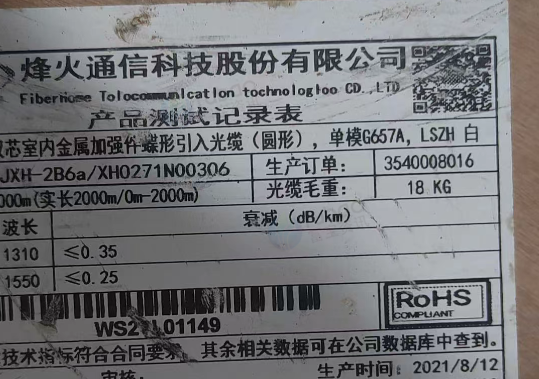 烽火通信科技股份有限公司
Fiberhome Telecommunication technologloo CO.,LTD
产品测试记录表
芯室内金属加强件蝶形引入光缆（圆形），单模G657A, LSZH 白
JXH-2B6a/XH0271N00306 生产订单: 3540008016
000m(实长2000m/0m-2000m) 光缆毛重: 18 KG
波长 衰减（dB/km）
1310 ≤0.35
1550 ≤0.25
RoHS
COMPLIANT
01149
技术指标符合合同要求，其余相关数据可在公司数据库中查到。
审核: 生产时间: 2021/8/12